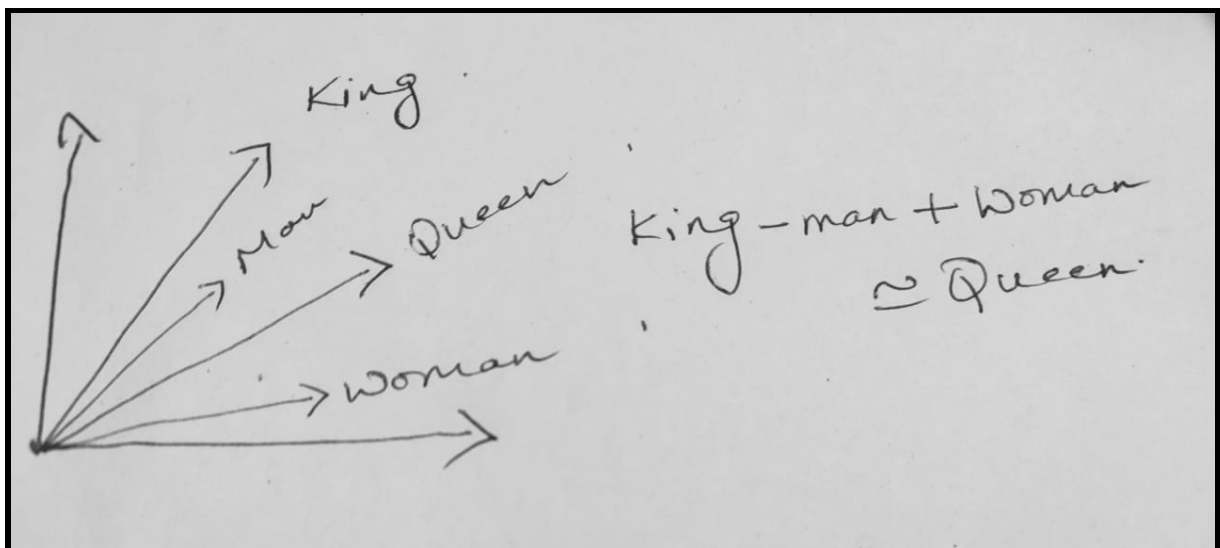 King
Man
Queen
Woman
King - man + Woman
≃ Queen.